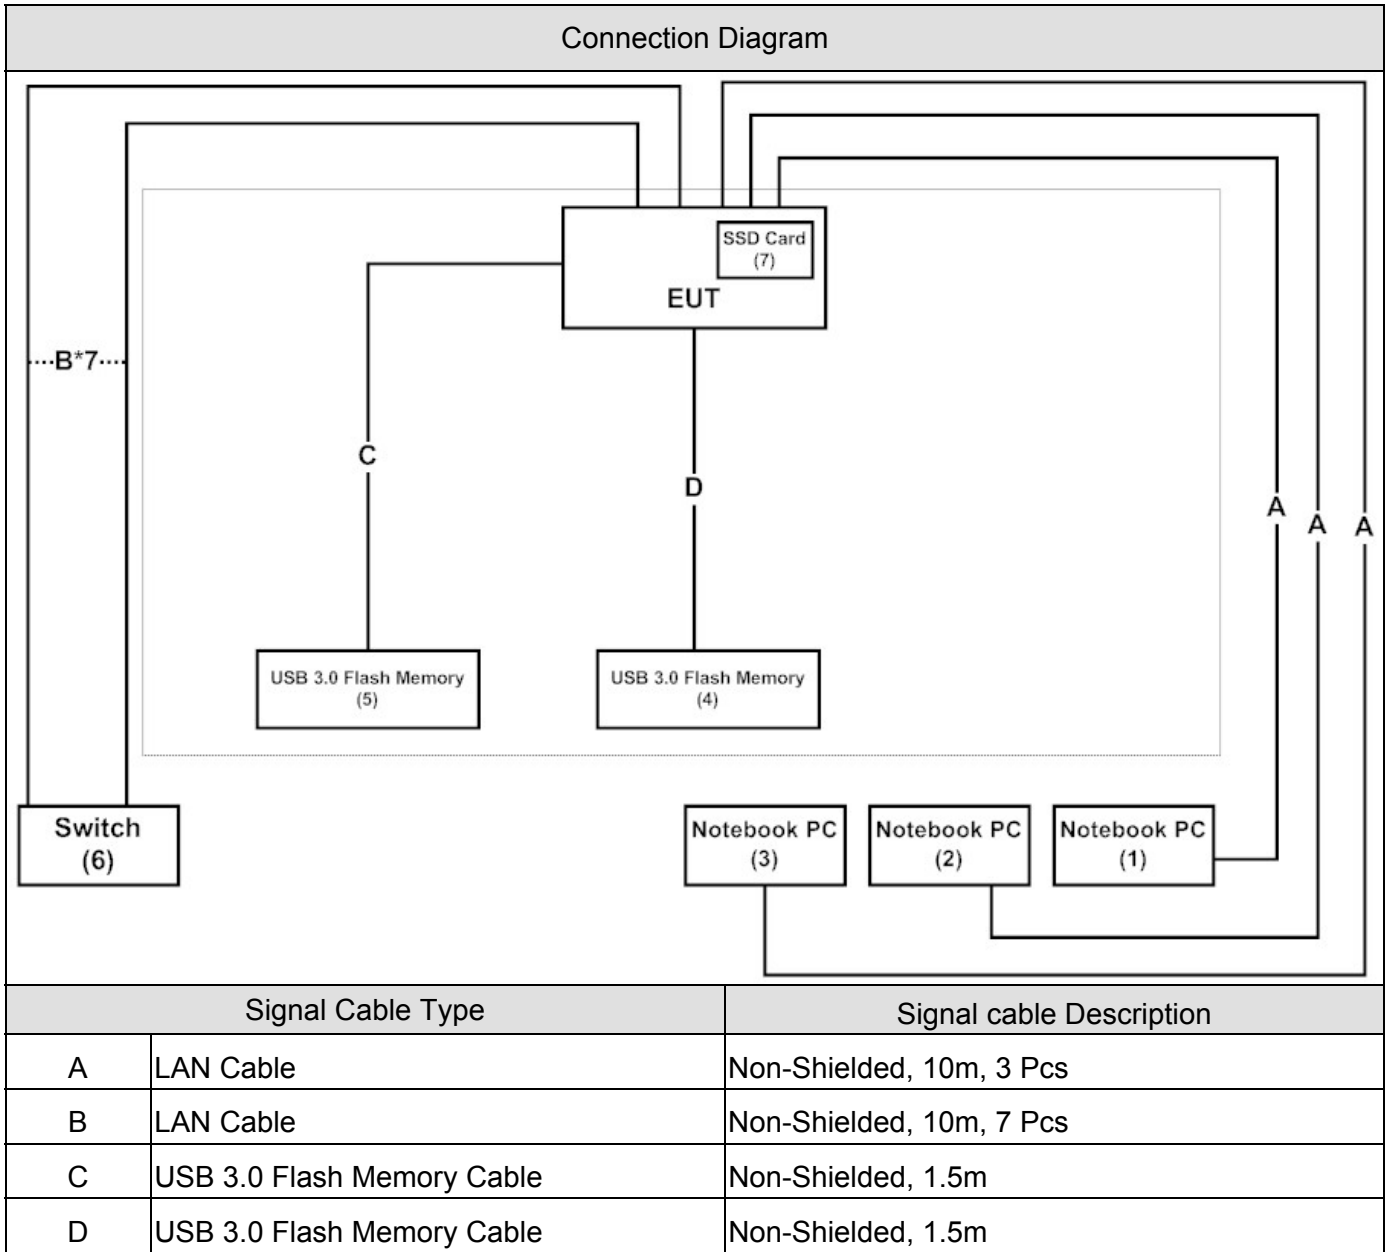 Connection Diagram
SSD Card
(7)
EUT
B*7
C
D
A
A
A
USB 3.0 Flash Memory
(5)
USB 3.0 Flash Memory
(4)
Switch
(6)
Notebook PC
(3)
Notebook PC
(2)
Notebook PC
(1)
Signal Cable Type
Signal cable Description
A
LAN Cable
Non-Shielded, 10m, 3 Pcs
B
LAN Cable
Non-Shielded, 10m, 7 Pcs
C
USB 3.0 Flash Memory Cable
Non-Shielded, 1.5m
D
USB 3.0 Flash Memory Cable
Non-Shielded, 1.5m